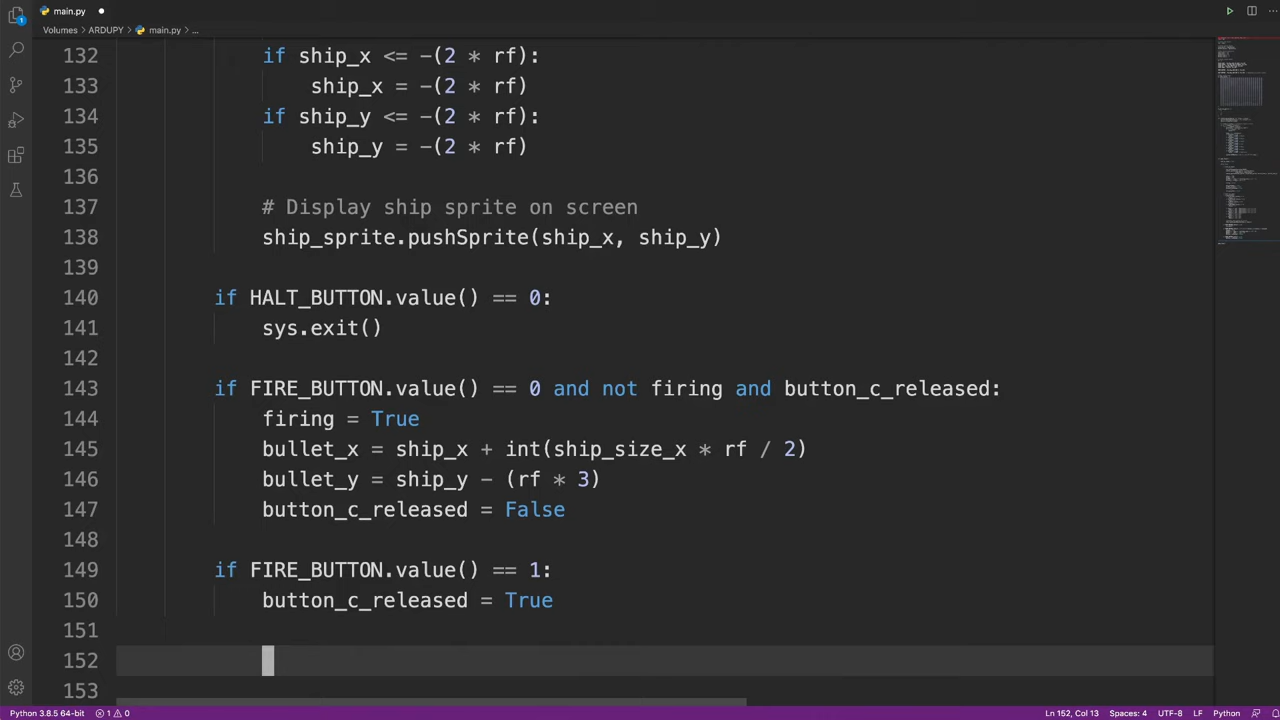 main.py
Volumes > ARDUPY > main.py > ...
132 if ship_x <= -(2 * rf):
133 ship_x = -(2 * rf)
134 if ship_y <= -(2 * rf):
135 ship_y = -(2 * rf)
136
137 # Display ship sprite on screen
138 ship_sprite.pushSprite(ship_x, ship_y)
139
140 if HALT_BUTTON.value() == 0:
141 sys.exit()
142
143 if FIRE_BUTTON.value() == 0 and not firing and button_c_released:
144 firing = True
145 bullet_x = ship_x + int(ship_size_x * rf / 2)
146 bullet_y = ship_y - (rf * 3)
147 button_c_released = False
148
149 if FIRE_BUTTON.value() == 1:
150 button_c_released = True
151
152
153
1
Python 3.8.5 64-bit 1 0 Ln 152, Col 13 Spaces: 4 UTF-8 LF Python